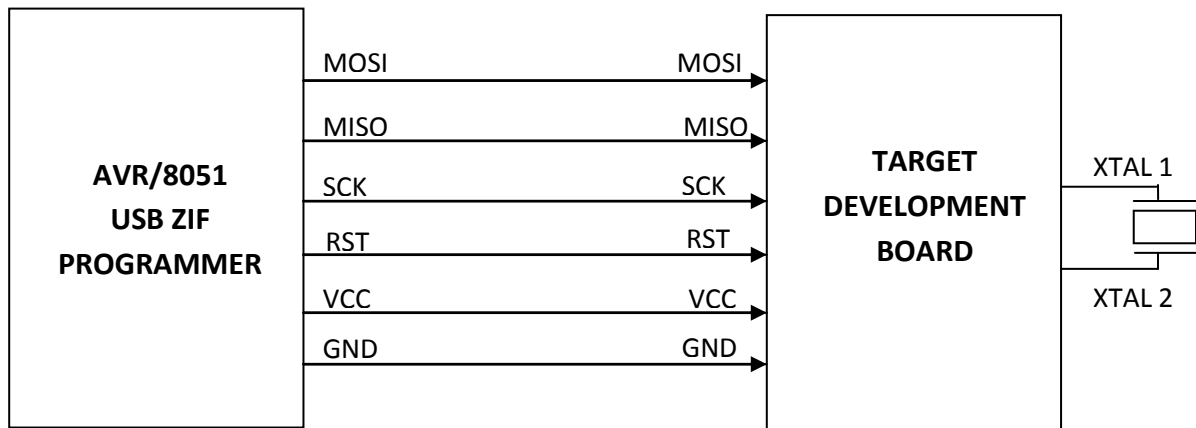 AVR/8051
USB ZIF
PROGRAMMER
MOSI MOSI
MISO MISO
SCK SCK
RST RST
VCC VCC
GND GND
TARGET
DEVELOPMENT
BOARD
XTAL 1
XTAL 2